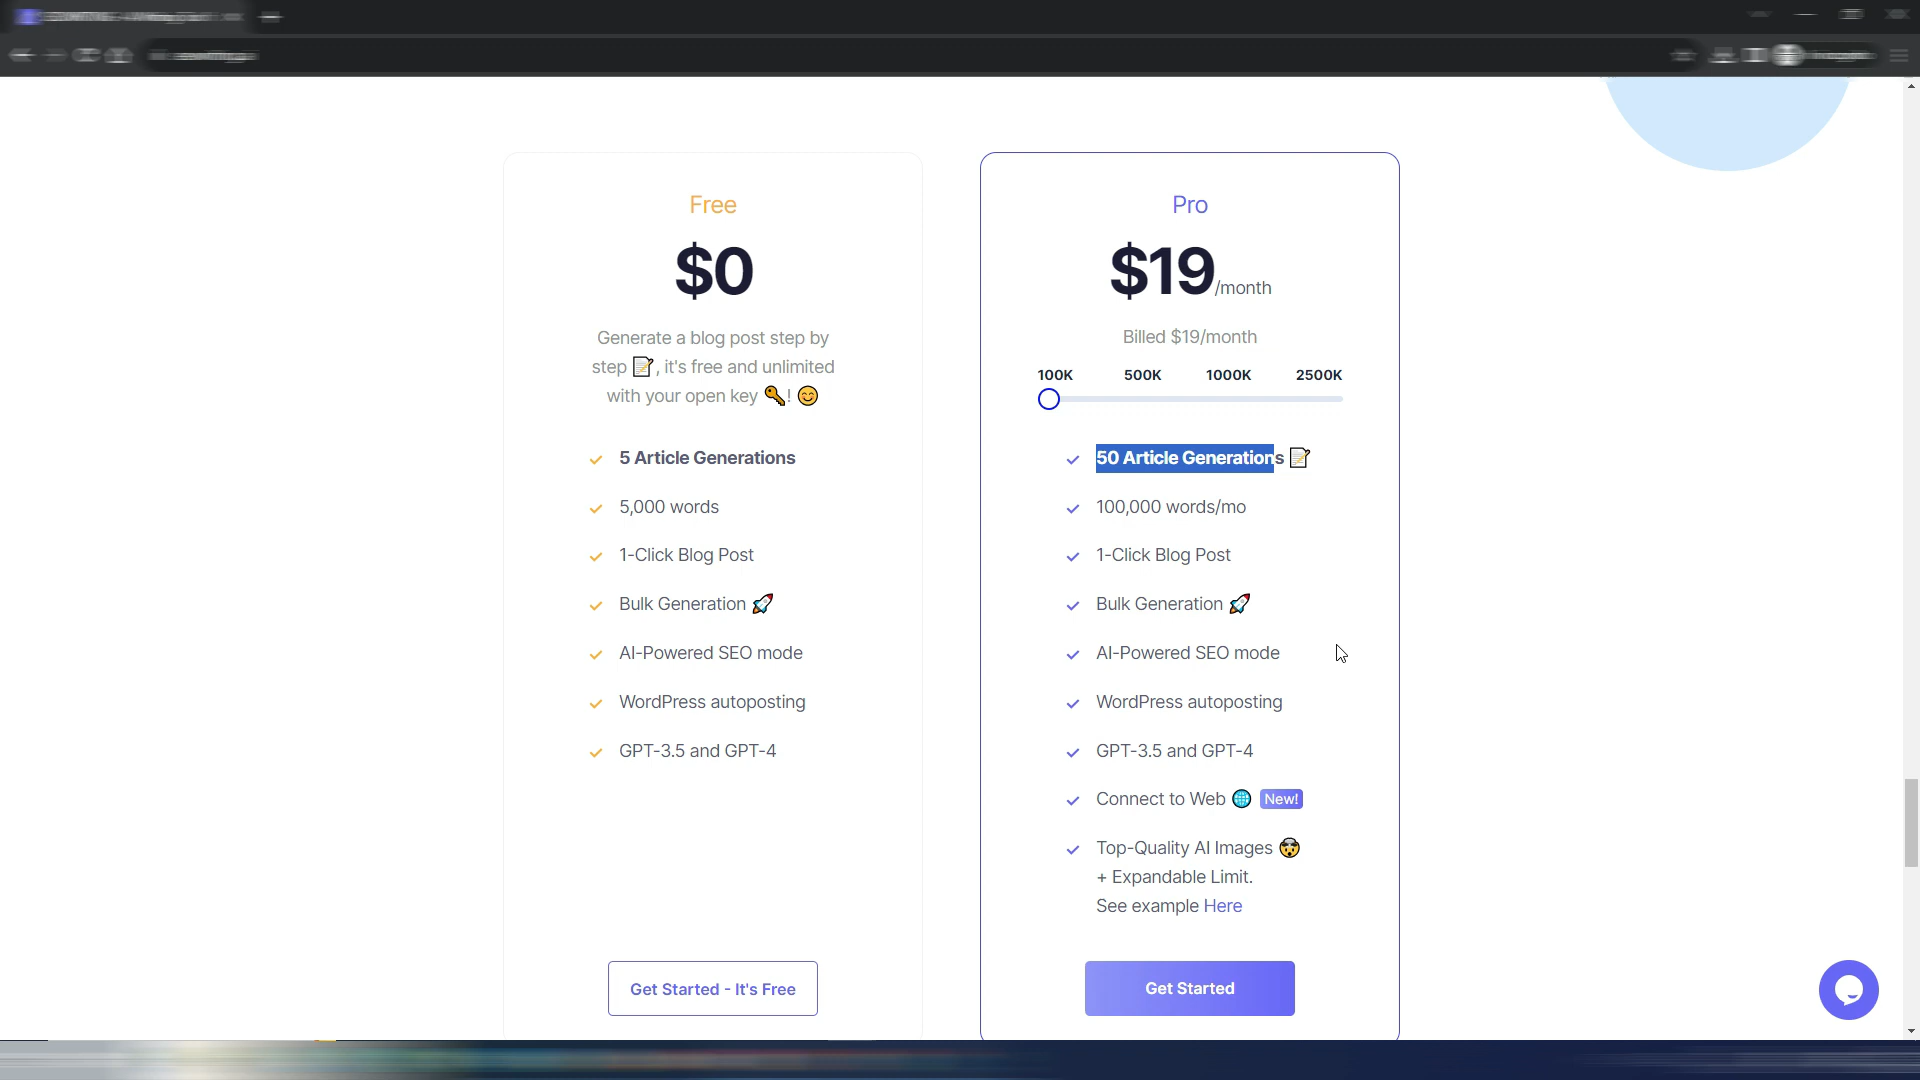 Free
$0
Generate a blog post step by
step 📝, it's free and unlimited
with your open key 🔑! 😊
5 Article Generations
5,000 words
1-Click Blog Post
Bulk Generation 🚀
AI-Powered SEO mode
WordPress autoposting
GPT-3.5 and GPT-4
Get Started - It's Free
Pro
$19/month
Billed $19/month
100K 500K 1000K 2500K
50 Article Generations 📝
100,000 words/mo
1-Click Blog Post
Bulk Generation 🚀
AI-Powered SEO mode
WordPress autoposting
GPT-3.5 and GPT-4
Connect to Web 🌐 New!
Top-Quality AI Images 🤯
+ Expandable Limit.
See example Here
Get Started